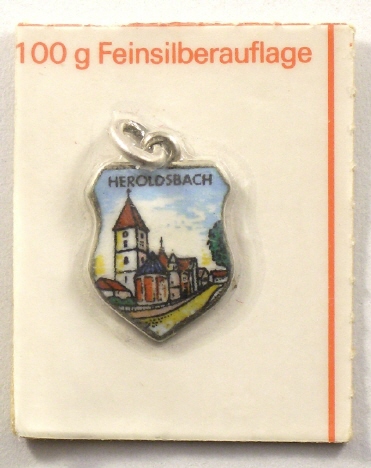 100 g Feinsilberauflage
HEROLDSBACH